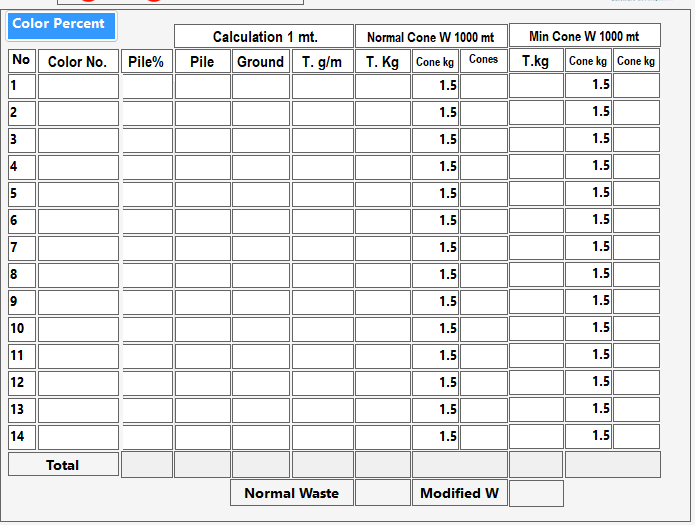 Color Percent
Calculation 1 mt. Normal Cone W 1000 mt Min Cone W 1000 mt
No Color No. Pile% Pile Ground T. g/m T. Kg Cone kg Cones T.kg Cone kg Cone kg
1 1.5 1.5
2 1.5 1.5
3 1.5 1.5
4 1.5 1.5
5 1.5 1.5
6 1.5 1.5
7 1.5 1.5
8 1.5 1.5
9 1.5 1.5
10 1.5 1.5
11 1.5 1.5
12 1.5 1.5
13 1.5 1.5
14 1.5 1.5
Total
Normal Waste Modified W